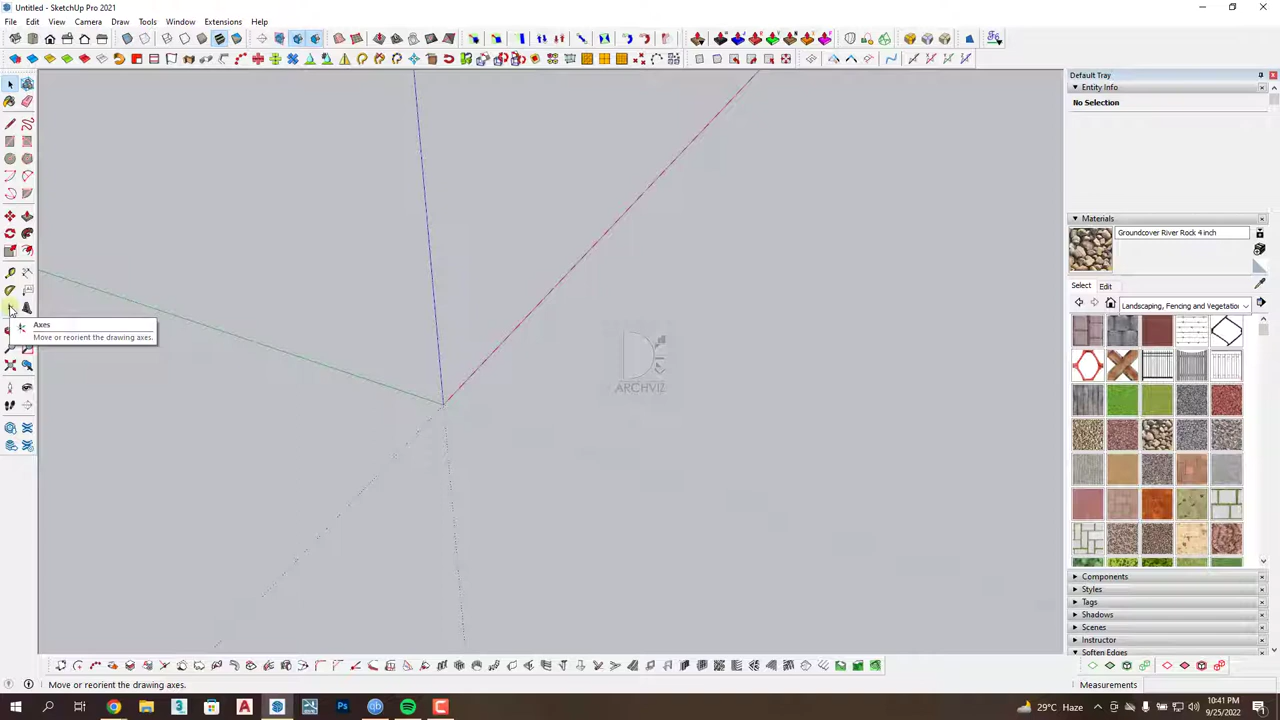 Untitled - SketchUp Pro 2021
File Edit View Camera Draw Tools Window Extensions Help
Default Tray
Entity Info
No Selection
Materials
Groundcover River Rock 4 inch
Select Edit
Landscaping, Fencing and Vegetatior
Axes
Move or reorient the drawing axes.
ARCHVIZ
Components
Styles
Tags
Shadows
Scenes
Instructor
Soften Edges
Move or reorient the drawing axes.
Measurements
29°C Haze
10:41 PM
9/25/2022